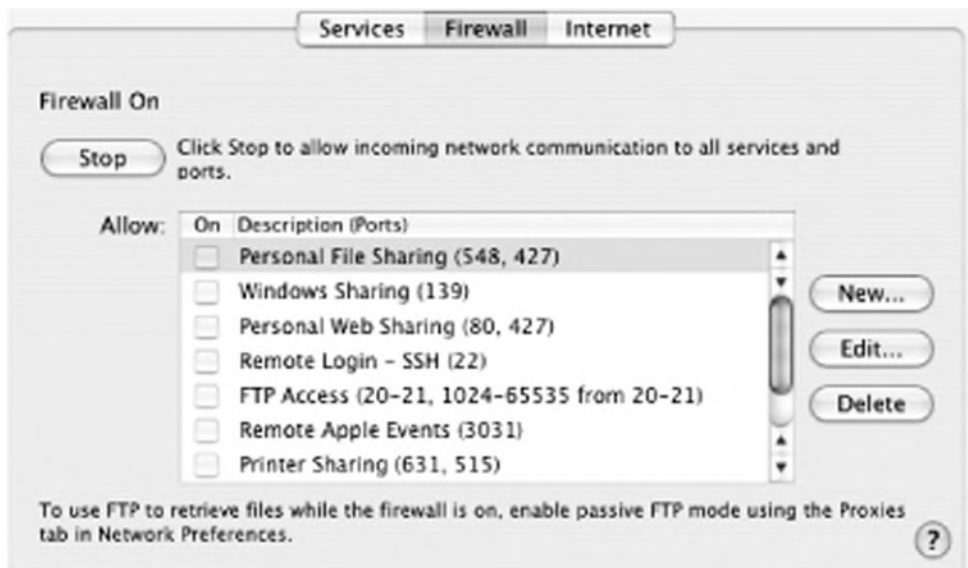 Services Firewall Internet
Firewall On
Stop
Click Stop to allow incoming network communication to all services and
ports.
Allow:
On Description (Ports)
Personal File Sharing (548, 427)
Windows Sharing (139)
Personal Web Sharing (80, 427)
Remote Login – SSH (22)
FTP Access (20–21, 1024–65535 from 20–21)
Remote Apple Events (3031)
Printer Sharing (631, 515)
New...
Edit...
Delete
To use FTP to retrieve files while the firewall is on, enable passive FTP mode using the Proxies
tab in Network Preferences.
?